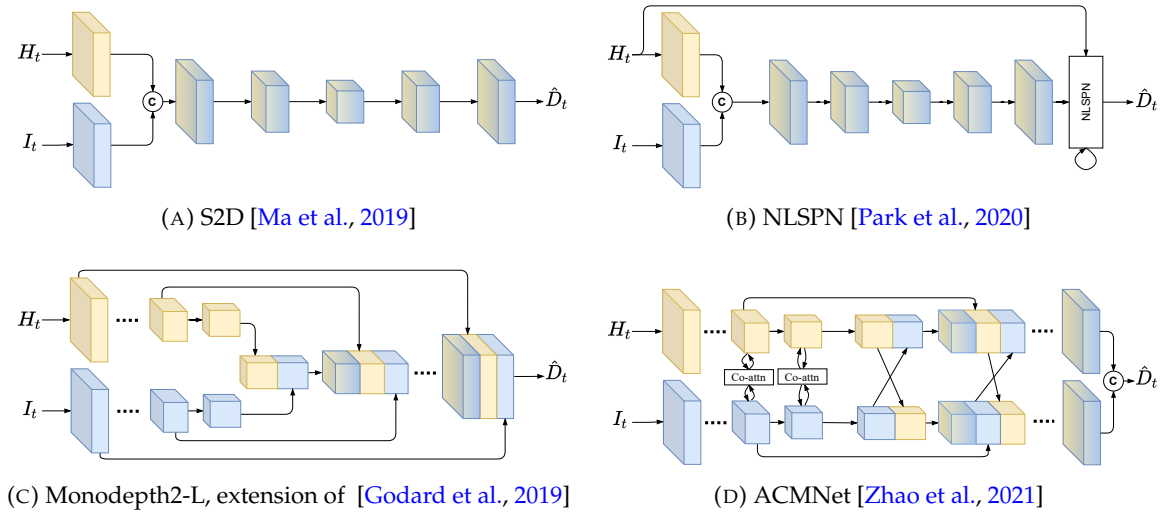 H_t
I_t
C
D̂_t
(A) S2D [Ma et al., 2019]
H_t
I_t
C
NLSPN
D̂_t
(B) NLSPN [Park et al., 2020]
H_t
I_t
D̂_t
(C) Monodepth2-L, extension of [Godard et al., 2019]
H_t
Co-attn Co-attn
I_t
C
D̂_t
(D) ACMNet [Zhao et al., 2021]